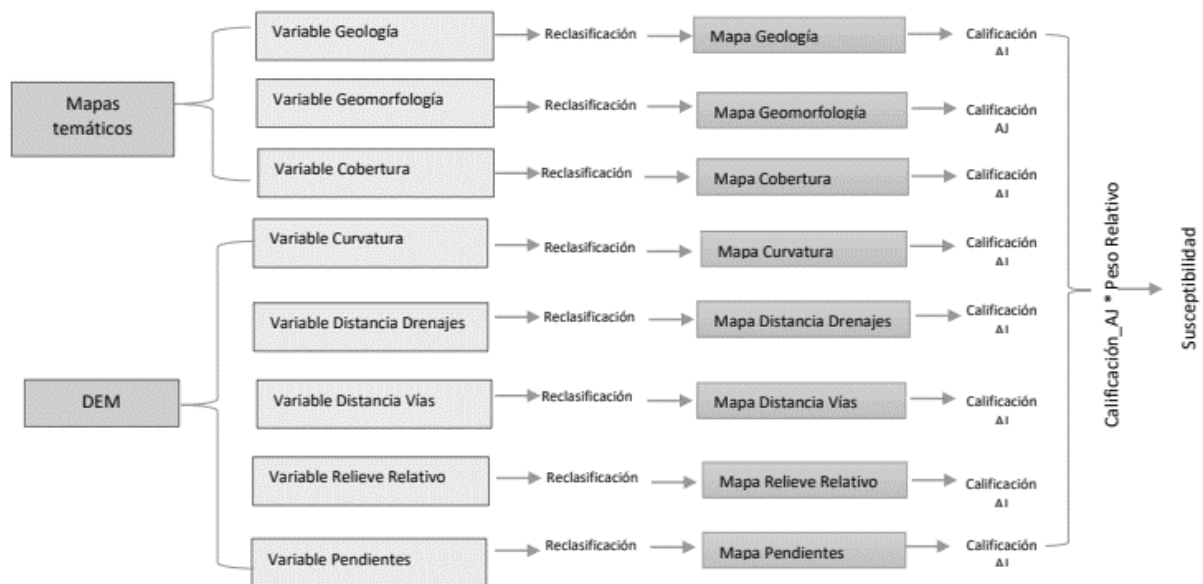 Mapas
temáticos
Variable Geología
Reclasificación
Mapa Geología
Calificación
AJ
Variable Geomorfología
Reclasificación
Mapa Geomorfología
Calificación
AJ
Variable Cobertura
Reclasificación
Mapa Cobertura
Calificación
AJ
DEM
Variable Curvatura
Reclasificación
Mapa Curvatura
Calificación
AJ
Variable Distancia Drenajes
Reclasificación
Mapa Distancia Drenajes
Calificación
AJ
Variable Distancia Vías
Reclasificación
Mapa Distancia Vías
Calificación
AJ
Variable Relieve Relativo
Reclasificación
Mapa Relieve Relativo
Calificación
AJ
Variable Pendientes
Reclasificación
Mapa Pendientes
Calificación
AJ
Calificación_AJ * Peso Relativo
Susceptibilidad